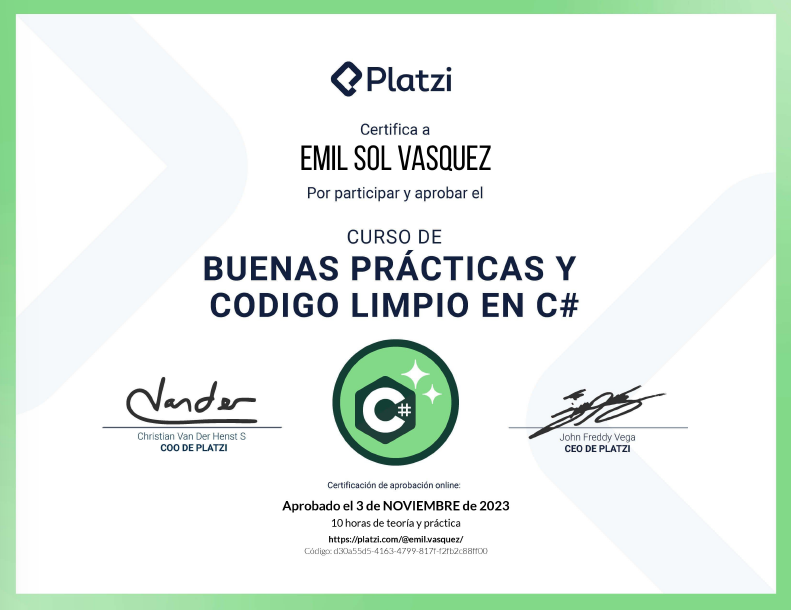 Platzi
Certifica a
EMIL SOL VASQUEZ
Por participar y aprobar el
CURSO DE
BUENAS PRÁCTICAS Y
CODIGO LIMPIO EN C#
C#
Vander
Christian Van Der Henst S
COO DE PLATZI
John Freddy Vega
CEO DE PLATZI
Certificación de aprobación online:
Aprobado el 3 de NOVIEMBRE de 2023
10 horas de teoría y práctica
https://platzi.com/@emil.vasquez/
Código: d30a55d5-4163-4799-817f-f2fb2c88ff00